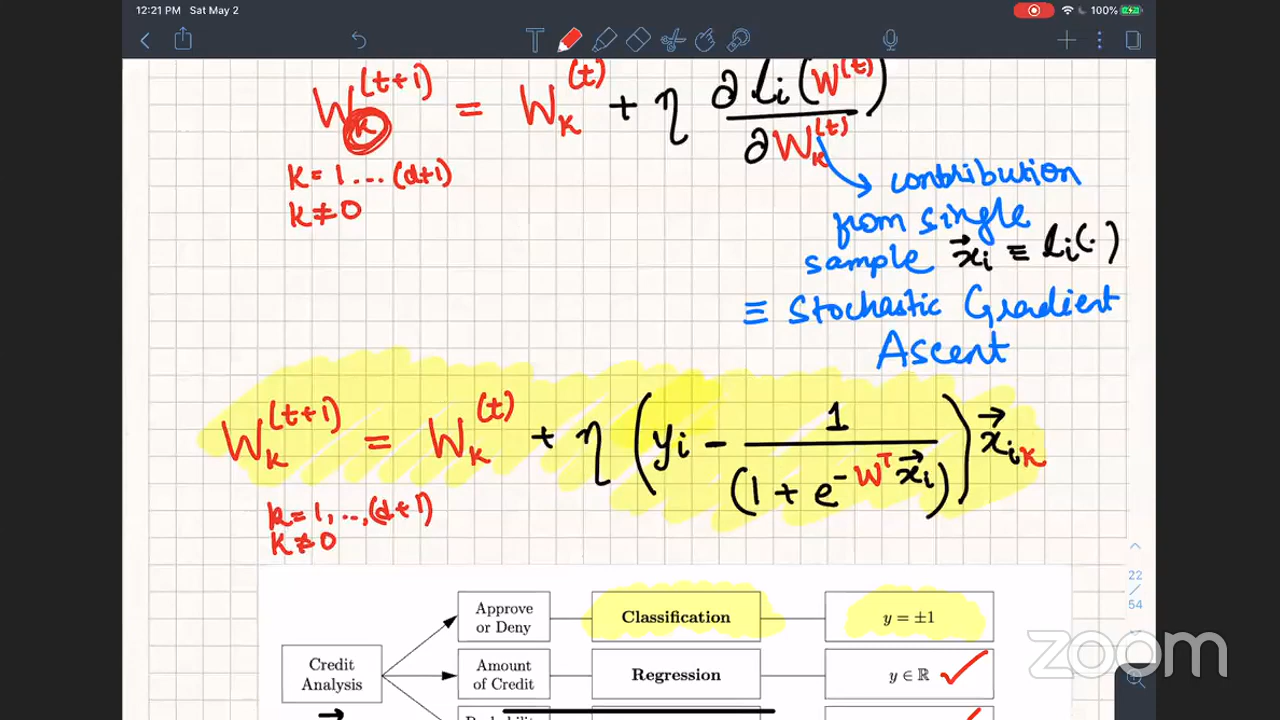 12:21 PM Sat May 2
100%
W_k^(t+1) = W_k^(t) + η ∂l_i(W^(t)) / ∂W_k^(t)
k = 1 ... (d+1)
k ≠ 0
contribution
from single
sample x⃗_i ≡ l_i(·)
≡ Stochastic Gradient
Ascent
W_k^(t+1) = W_k^(t) + η (y_i − 1 / (1 + e^(−W^T x⃗_i))) x⃗_ik
k = 1, ..., (d+1)
k ≠ 0
22
/
54
Approve
or Deny
Classification
y = ±1
Credit
Analysis
Amount
of Credit
Regression
y ∈ ℝ
zoom